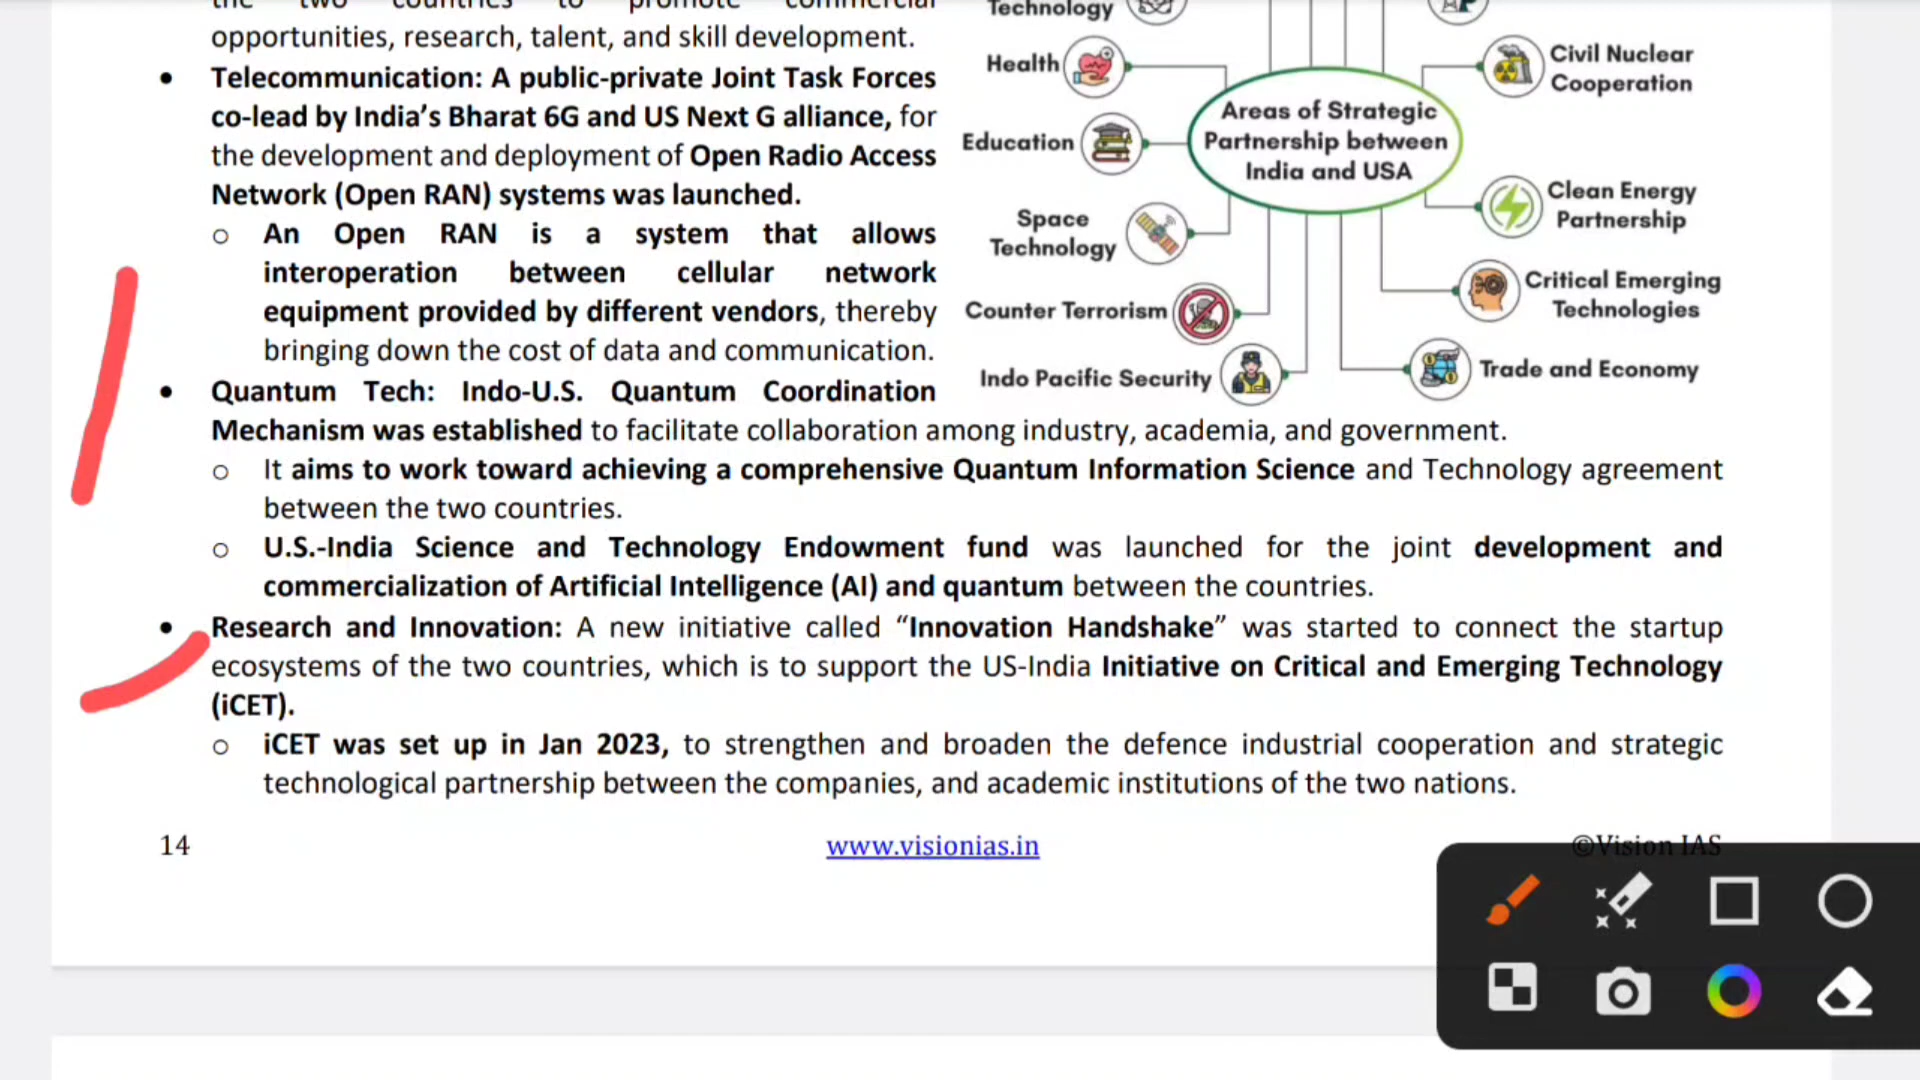 the two countries to promote commercial
opportunities, research, talent, and skill development.
• Telecommunication: A public-private Joint Task Forces
co-lead by India's Bharat 6G and US Next G alliance, for
the development and deployment of Open Radio Access
Network (Open RAN) systems was launched.
o An Open RAN is a system that allows
interoperation between cellular network
equipment provided by different vendors, thereby
bringing down the cost of data and communication.
• Quantum Tech: Indo-U.S. Quantum Coordination
Mechanism was established to facilitate collaboration among industry, academia, and government.
o It aims to work toward achieving a comprehensive Quantum Information Science and Technology agreement
between the two countries.
o U.S.-India Science and Technology Endowment fund was launched for the joint development and
commercialization of Artificial Intelligence (AI) and quantum between the countries.
• Research and Innovation: A new initiative called “Innovation Handshake” was started to connect the startup
ecosystems of the two countries, which is to support the US-India Initiative on Critical and Emerging Technology
(iCET).
o iCET was set up in Jan 2023, to strengthen and broaden the defence industrial cooperation and strategic
technological partnership between the companies, and academic institutions of the two nations.
Technology
Health
Education
Space
Technology
Counter Terrorism
Indo Pacific Security
Areas of Strategic
Partnership between
India and USA
Civil Nuclear
Cooperation
Clean Energy
Partnership
Critical Emerging
Technologies
Trade and Economy
14
www.visionias.in
©Vision IAS